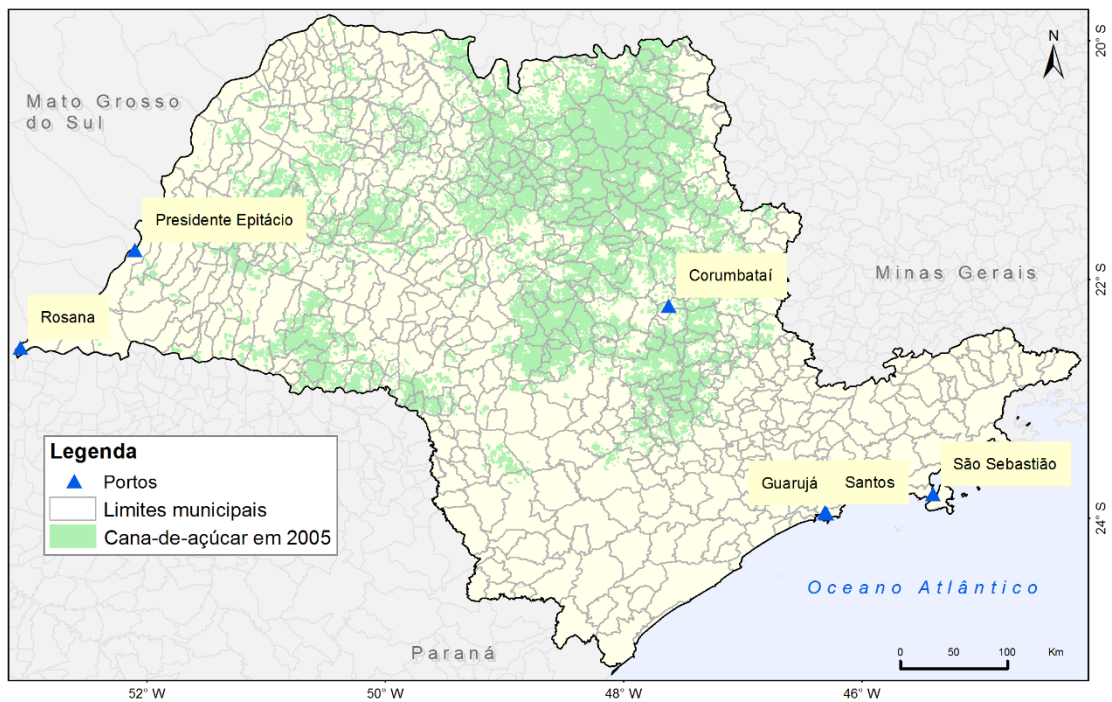 20° S
N
Mato Grosso
do Sul
Presidente Epitácio
Corumbataí
Minas Gerais
22° S
Rosana
Legenda
Portos
Limites municipais
Cana-de-açúcar em 2005
São Sebastião
Guarujá
Santos
24° S
Oceano Atlântico
Paraná
0 50 100 Km
52° W
50° W
48° W
46° W